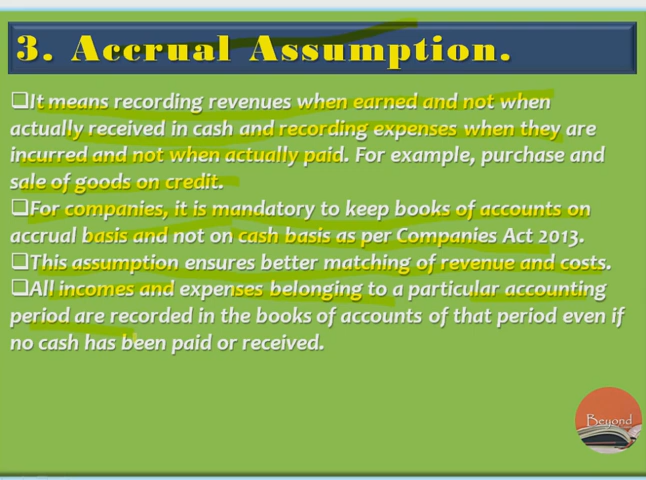 3. Accrual Assumption.
❑It means recording revenues when earned and not when
actually received in cash and recording expenses when they are
incurred and not when actually paid. For example, purchase and
sale of goods on credit.
❑For companies, it is mandatory to keep books of accounts on
accrual basis and not on cash basis as per Companies Act 2013.
❑This assumption ensures better matching of revenue and costs.
❑All incomes and expenses belonging to a particular accounting
period are recorded in the books of accounts of that period even if
no cash has been paid or received.
Beyond